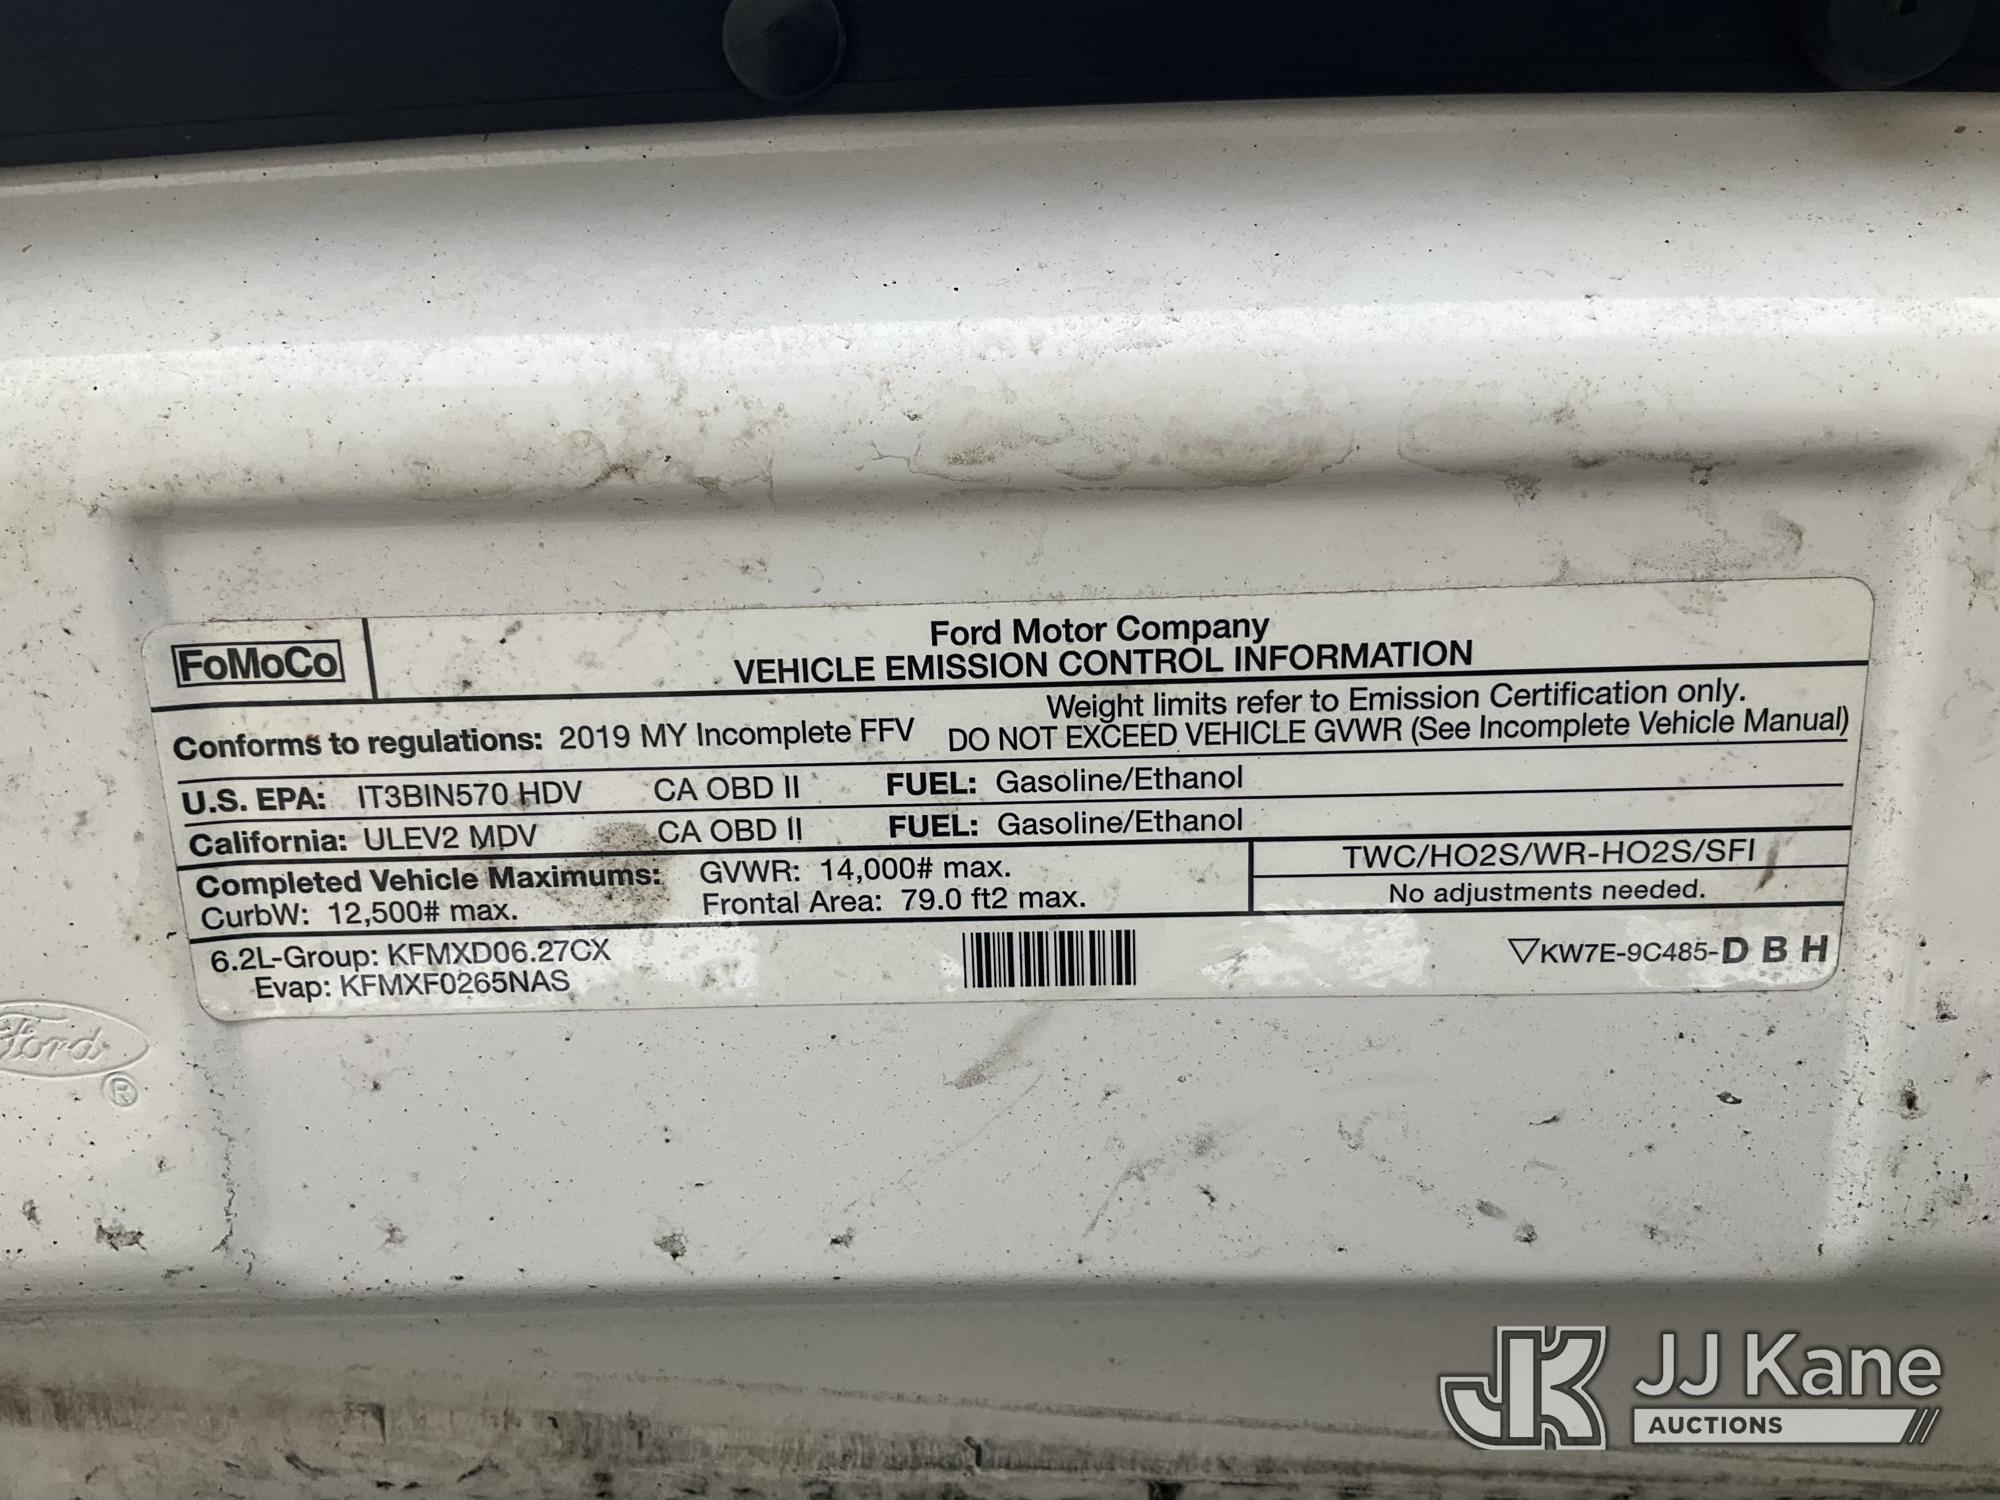 FoMoCo
Ford Motor Company
VEHICLE EMISSION CONTROL INFORMATION
Conforms to regulations: 2019 MY Incomplete FFV
Weight limits refer to Emission Certification only.
DO NOT EXCEED VEHICLE GVWR (See Incomplete Vehicle Manual)
U.S. EPA: IT3BIN570 HDV CA OBD II FUEL: Gasoline/Ethanol
California: ULEV2 MDV CA OBD II FUEL: Gasoline/Ethanol
Completed Vehicle Maximums: GVWR: 14,000# max.
CurbW: 12,500# max. Frontal Area: 79.0 ft2 max.
TWC/HO2S/WR-HO2S/SFI
No adjustments needed.
6.2L-Group: KFMXD06.27CX
Evap: KFMXF0265NAS
▽KW7E-9C485-D B H
Ford
®
JK JJ Kane
AUCTIONS